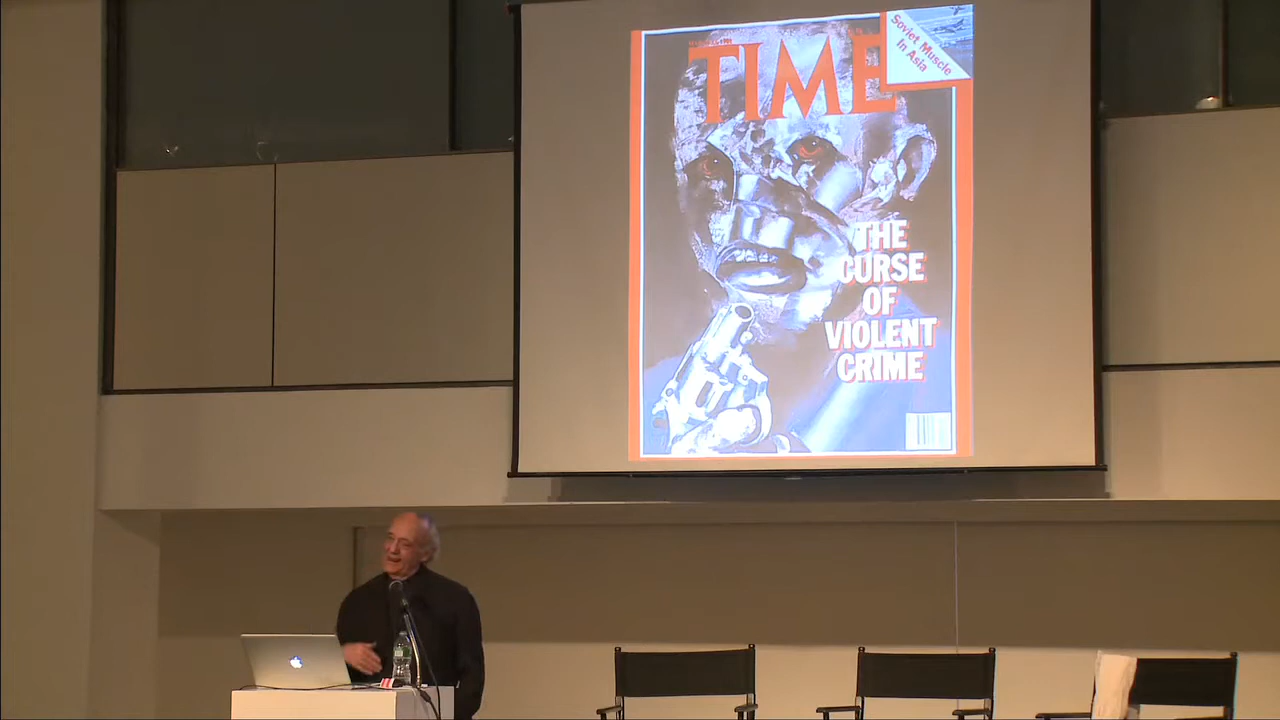 TIME
Soviet Muscle
In Asia
THE
CURSE
OF
VIOLENT
CRIME